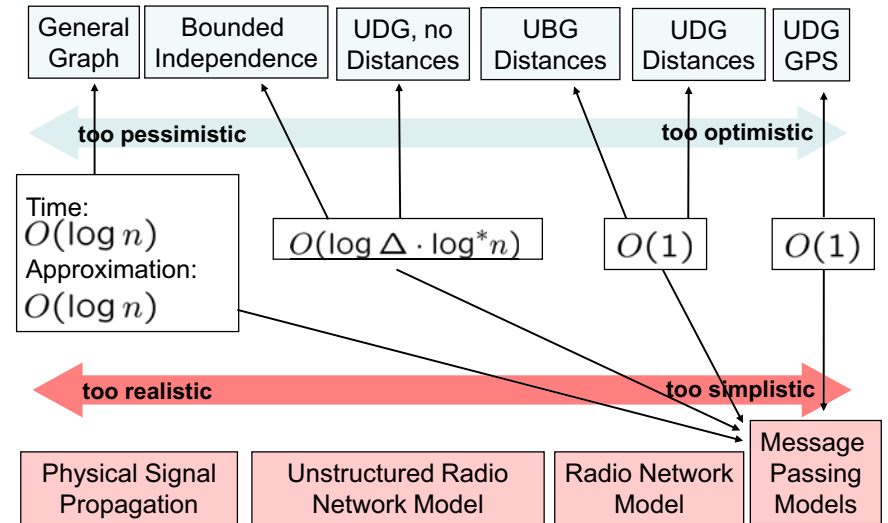 General
Graph
Bounded
Independence
UDG, no
Distances
UBG
Distances
UDG
Distances
UDG
GPS
too pessimistic
too optimistic
Time:
O(log n)
Approximation:
O(log n)
O(log Δ · log*n)
O(1)
O(1)
too realistic
too simplistic
Physical Signal
Propagation
Unstructured Radio
Network Model
Radio Network
Model
Message
Passing
Models